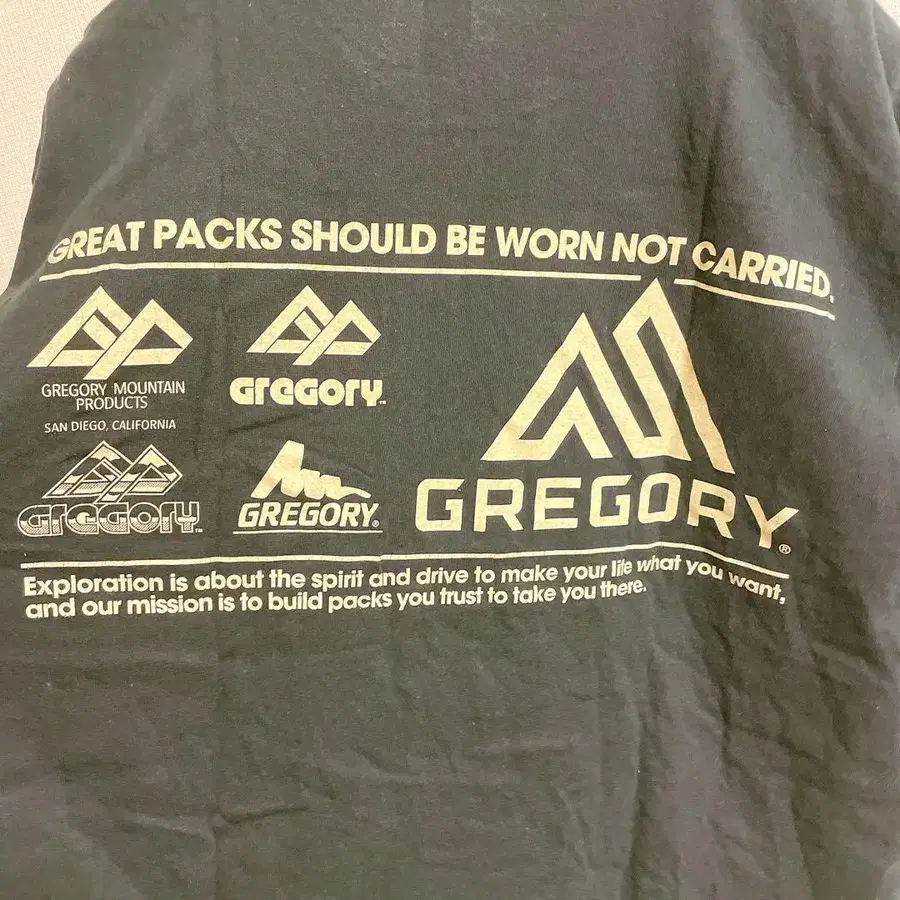 GREAT PACKS SHOULD BE WORN NOT CARRIED.
GREGORY MOUNTAIN
PRODUCTS
SAN DIEGO, CALIFORNIA
GreGory™
GreGory™
GREGORY®
GREGORY®
Exploration is about the spirit and drive to make your life what you want,
and our mission is to build packs you trust to take you there.